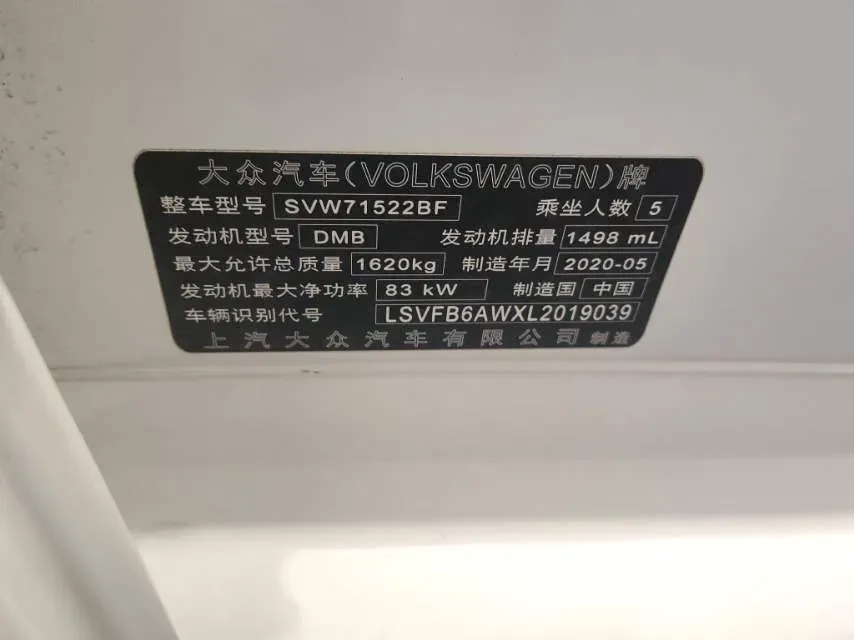 大众汽车(VOLKSWAGEN)牌
整车型号 SVW71522BF 乘坐人数 5
发动机型号 DMB 发动机排量 1498 mL
最大允许总质量 1620kg 制造年月 2020-05
发动机最大净功率 83 kW 制造国 中国
车辆识别代号 LSVFB6AWXL2019039
上汽大众汽车有限公司 制造